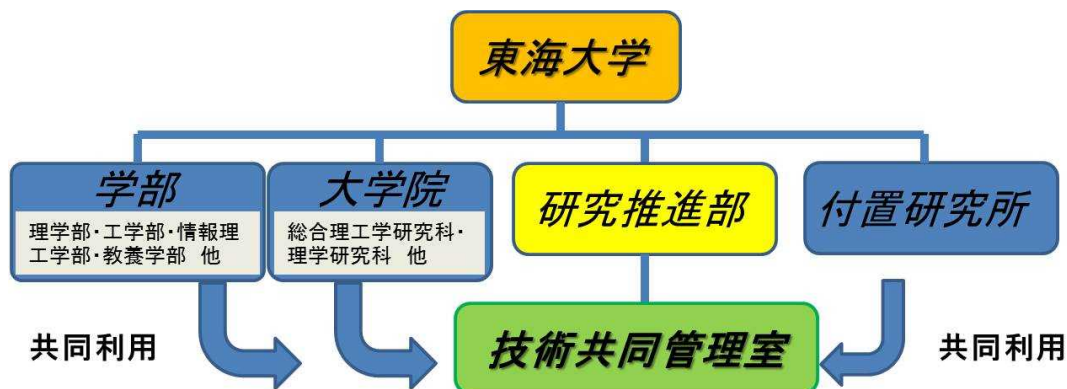 東海大学
学部
理学部・工学部・情報理
工学部・教養学部 他
大学院
総合理工学研究科・
理学研究科 他
研究推進部
付置研究所
共同利用
技術共同管理室
共同利用